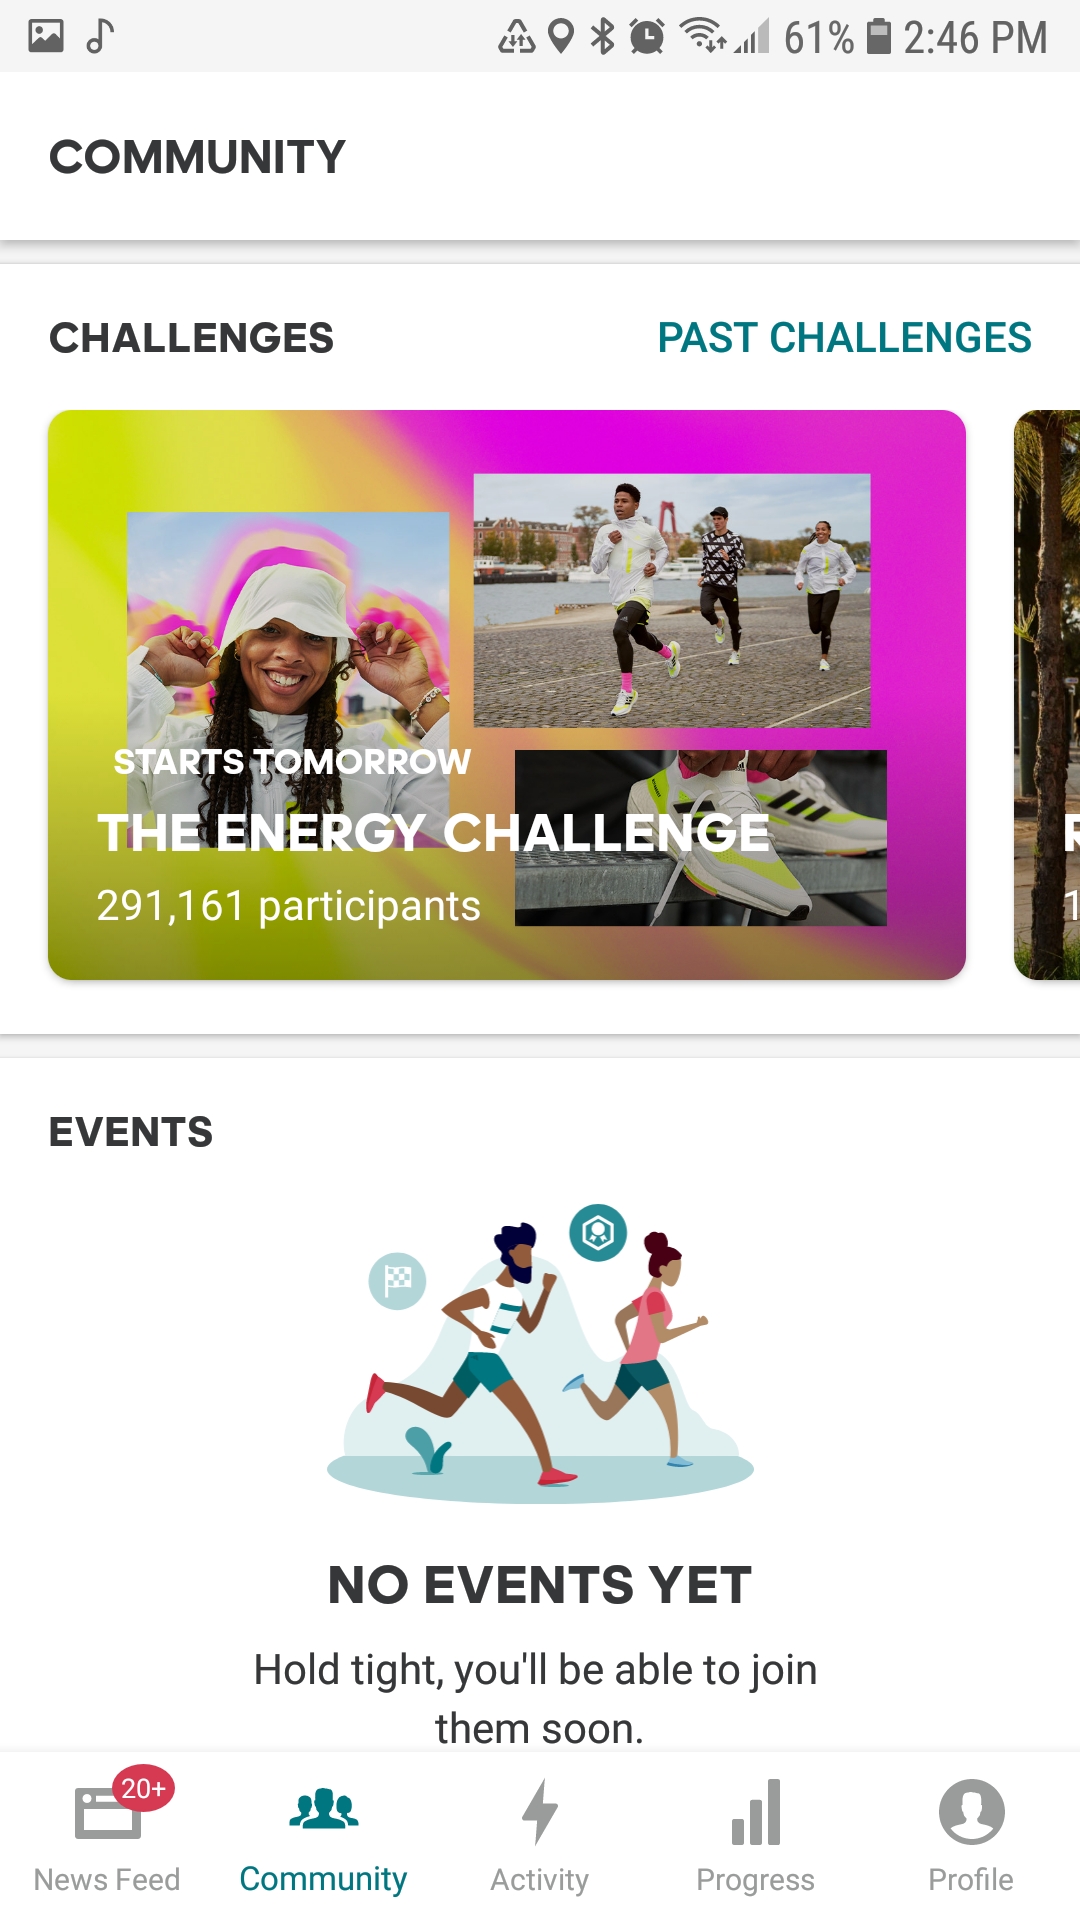 61% 2:46 PM
COMMUNITY
CHALLENGES
PAST CHALLENGES
STARTS TOMORROW
THE ENERGY CHALLENGE
291,161 participants
EVENTS
NO EVENTS YET
Hold tight, you'll be able to join
them soon.
20+
News Feed
Community
Activity
Progress
Profile